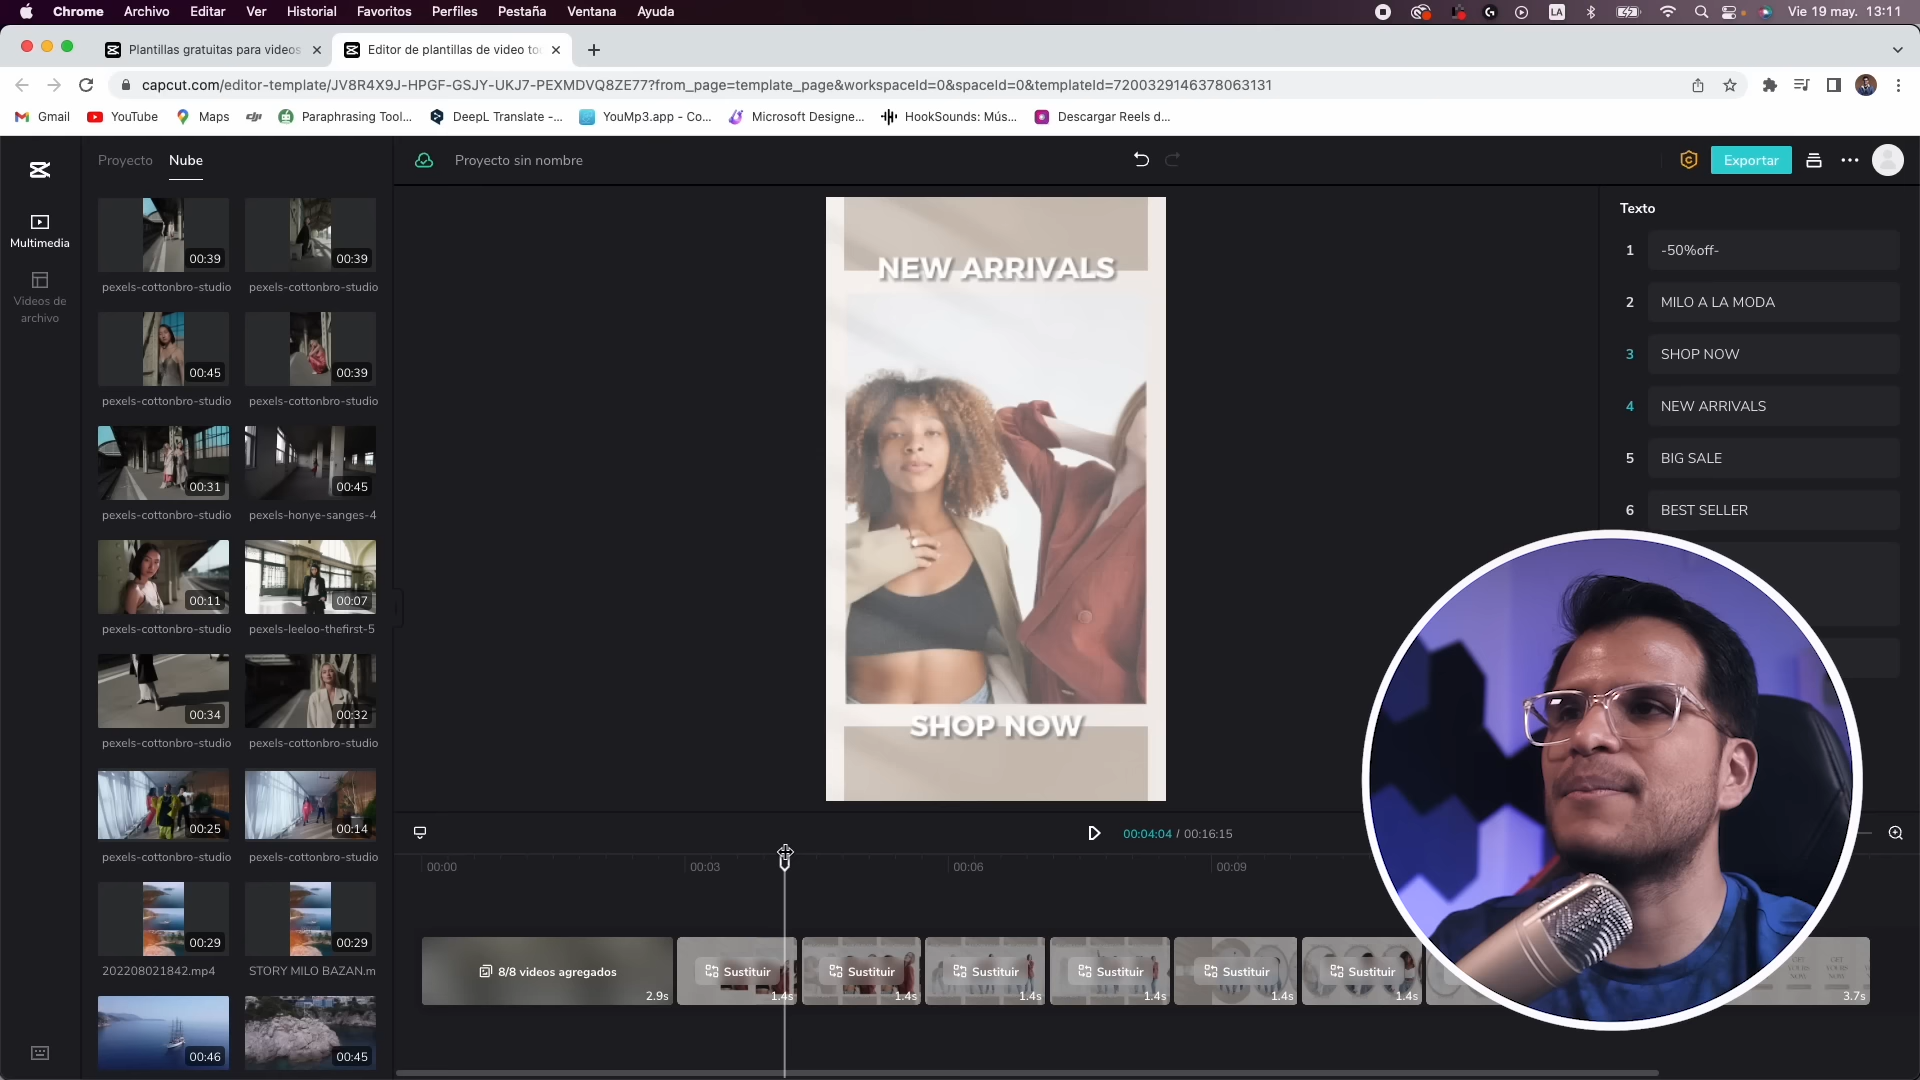 Chrome Archivo Editar Ver Historial Favoritos Perfiles Pestaña Ventana Ayuda LA Vie 19 may. 13:11
Plantillas gratuitas para videos
Editor de plantillas de video to
capcut.com/editor-template/JV8R4X9J-HPGF-GSJY-UKJ7-PEXMDVQ8ZE77?from_page=template_page&workspaceId=0&spaceId=0&templateId=7200329146378063131
Gmail YouTube Maps dji Paraphrasing Tool... DeepL Translate -... YouMp3.app - Co... Microsoft Designe... HookSounds: Mús... Descargar Reels d...
Proyecto Nube
Proyecto sin nombre
Exportar
Multimedia
Videos de
archivo
00:39 00:39
pexels-cottonbro-studio pexels-cottonbro-studio
00:45 00:39
pexels-cottonbro-studio pexels-cottonbro-studio
00:31 00:45
pexels-cottonbro-studio pexels-honye-sanges-4
00:11 00:07
pexels-cottonbro-studio pexels-leeloo-thefirst-5
00:34 00:32
pexels-cottonbro-studio pexels-cottonbro-studio
00:25 00:14
pexels-cottonbro-studio pexels-cottonbro-studio
00:29 00:29
202208021842.mp4 STORY MILO BAZAN.m
00:46 00:45
NEW ARRIVALS
SHOP NOW
Texto
1 -50%off-
2 MILO A LA MODA
3 SHOP NOW
4 NEW ARRIVALS
5 BIG SALE
6 BEST SELLER
00:04:04 / 00:16:15
00:00 00:03 00:06 00:09
8/8 videos agregados 2.9s
Sustituir 1.4s
Sustituir 1.4s
Sustituir 1.4s
Sustituir 1.4s
Sustituir 1.4s
Sustituir 1.4s
3.7s